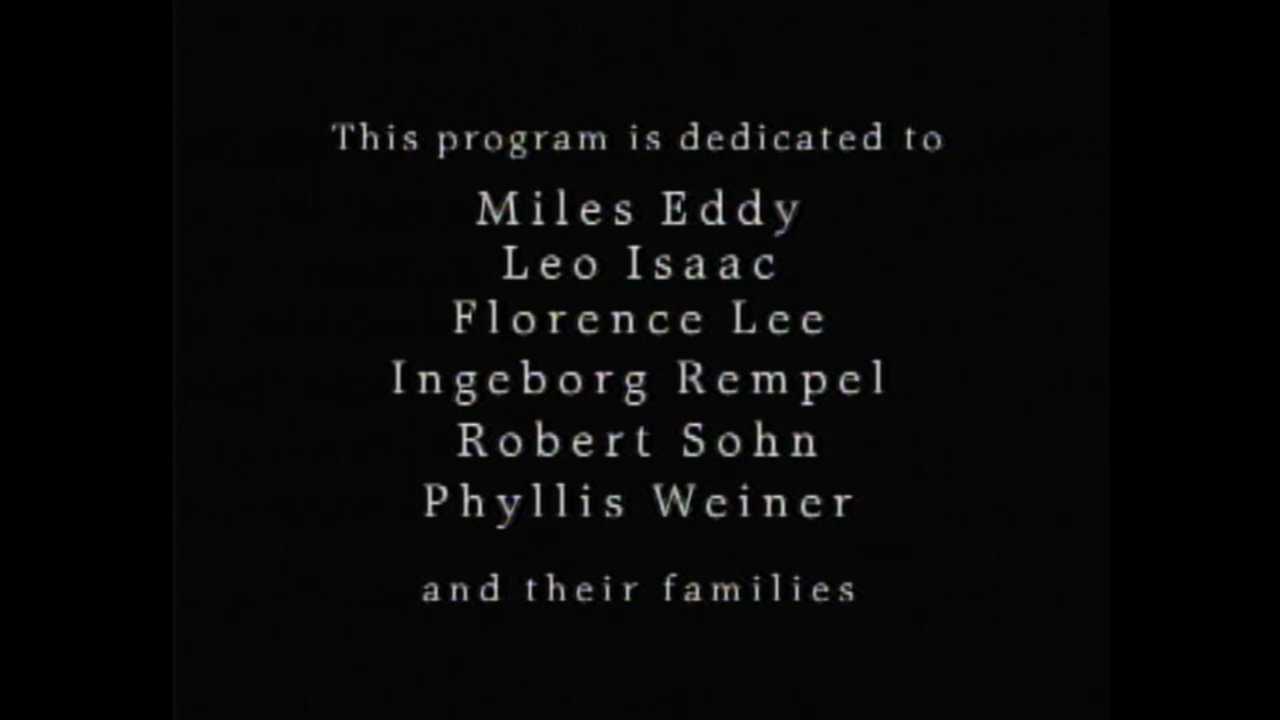 This program is dedicated to
Miles Eddy
Leo Isaac
Florence Lee
Ingeborg Rempel
Robert Sohn
Phyllis Weiner
and their families